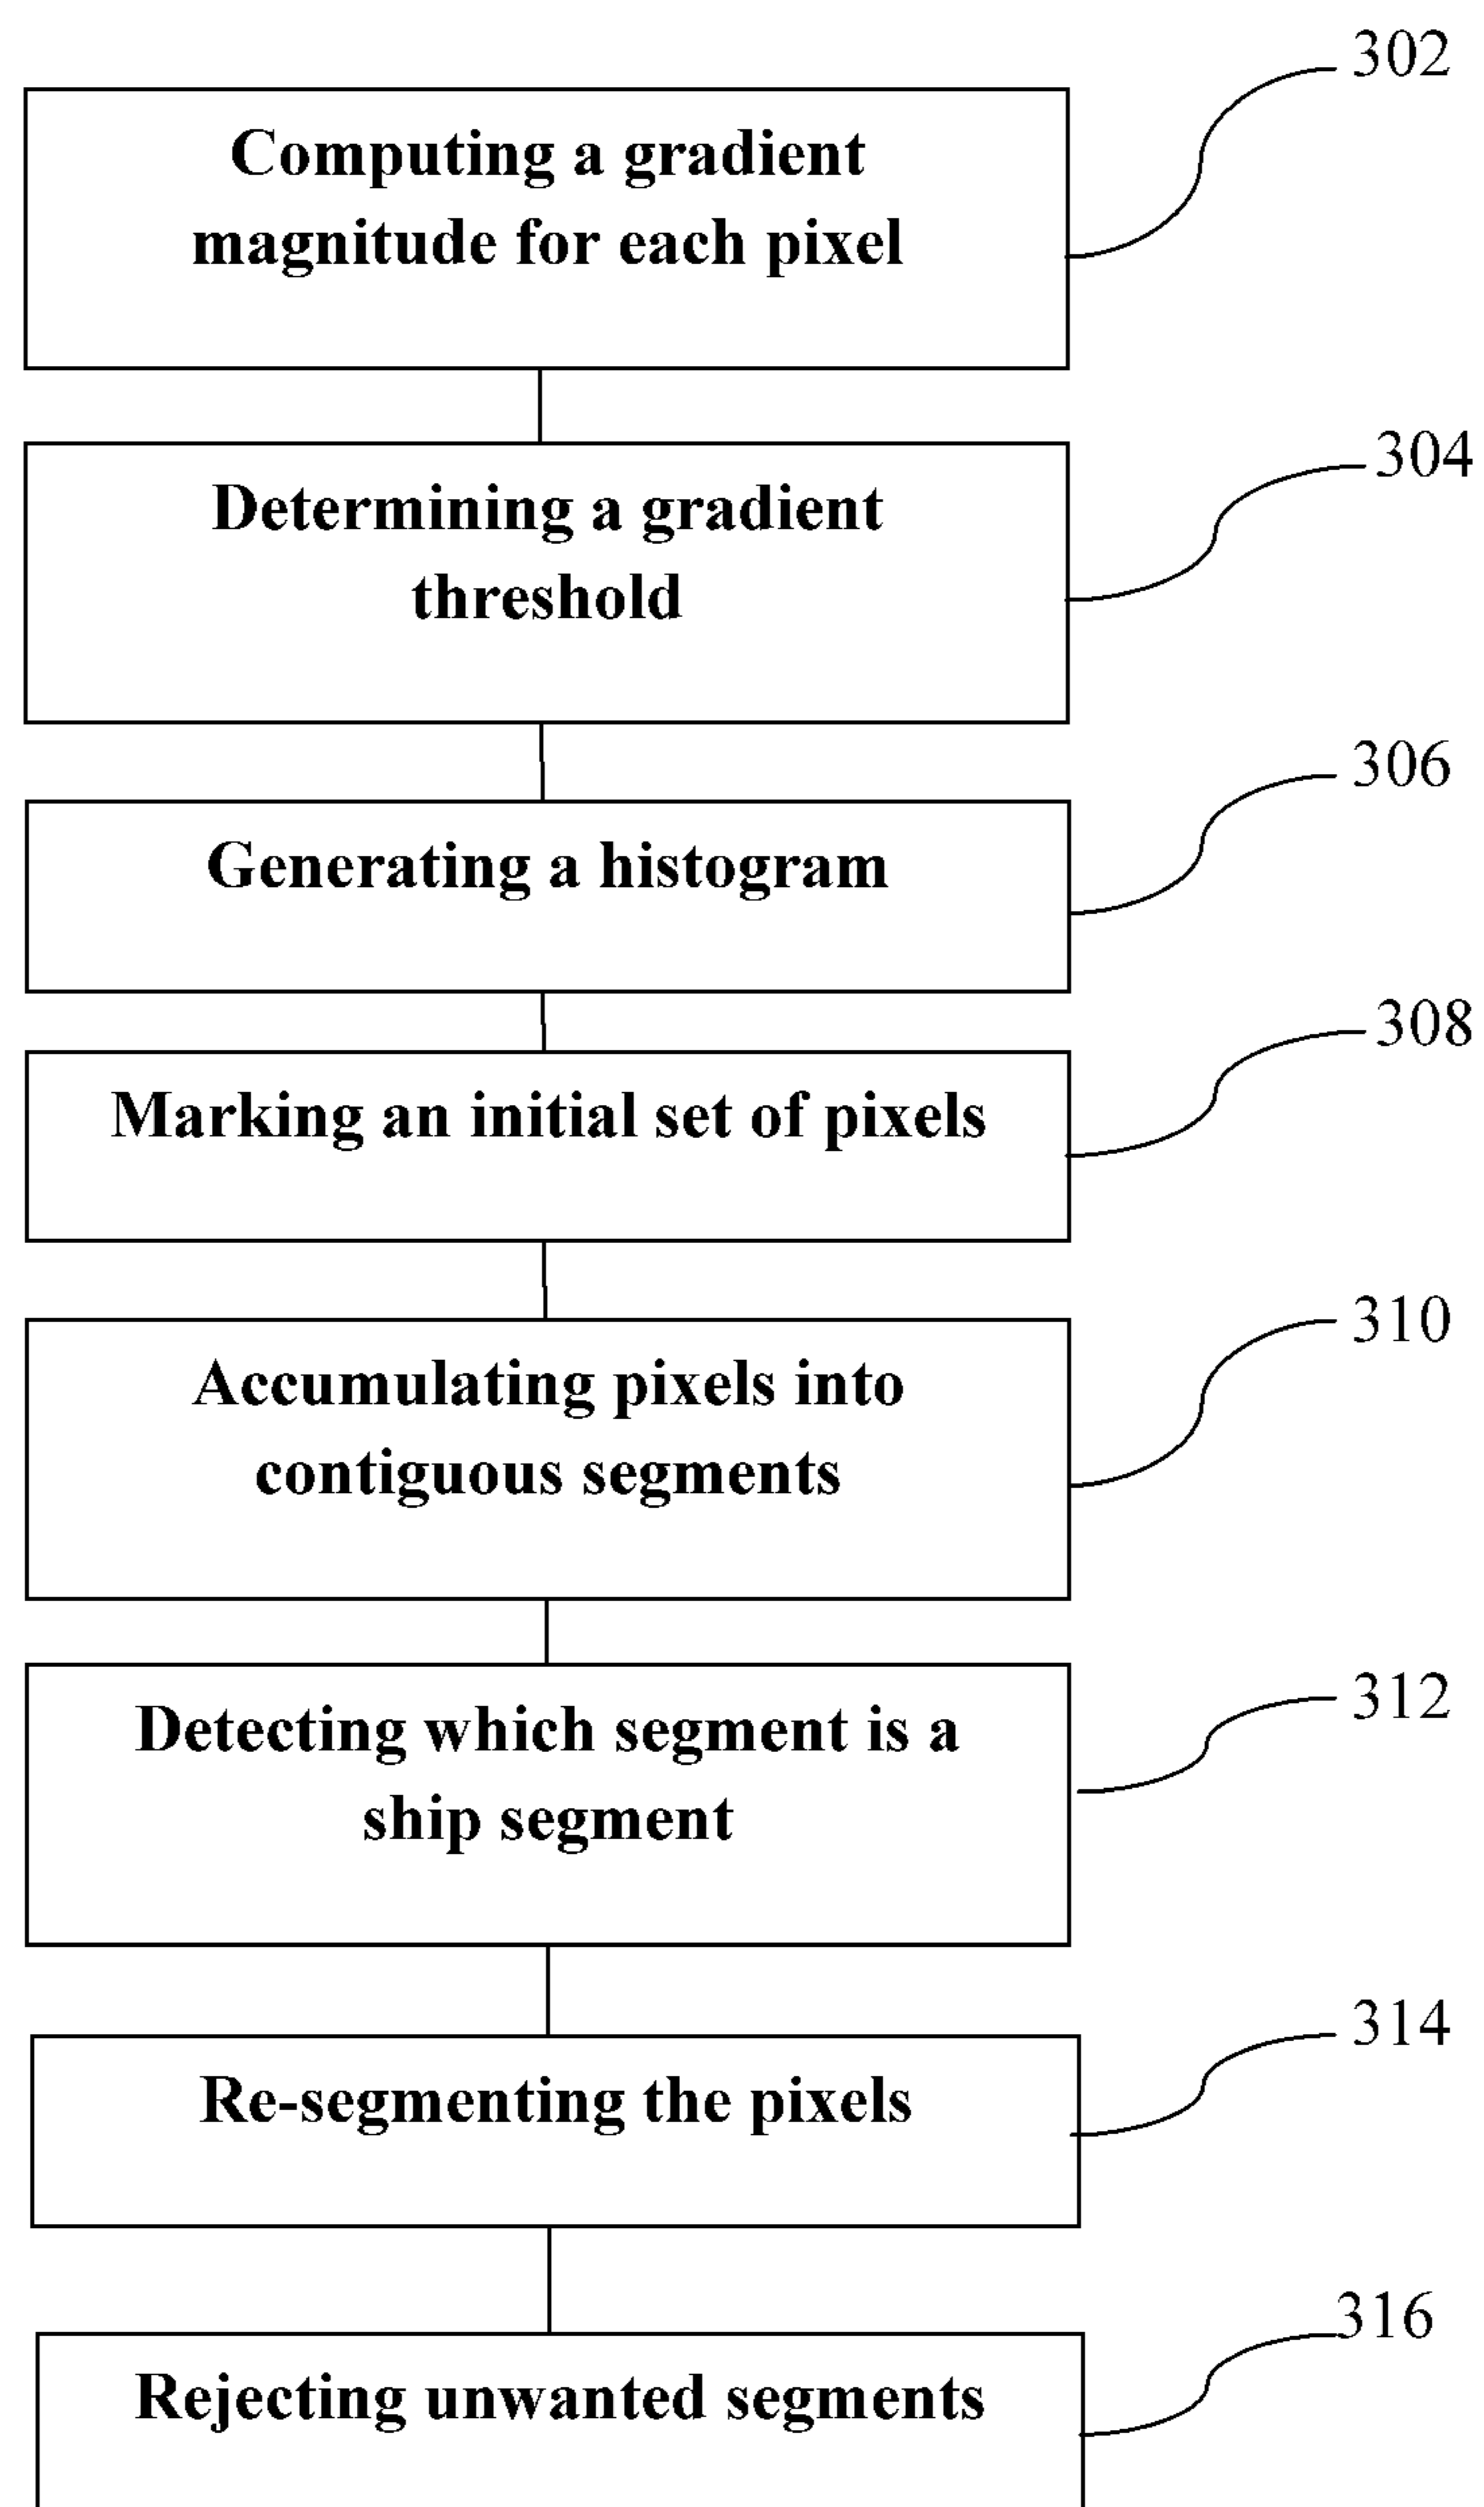 302
Computing a gradient
magnitude for each pixel
304
Determining a gradient
threshold
306
Generating a histogram
308
Marking an initial set of pixels
310
Accumulating pixels into
contiguous segments
312
Detecting which segment is a
ship segment
314
Re-segmenting the pixels
316
Rejecting unwanted segments